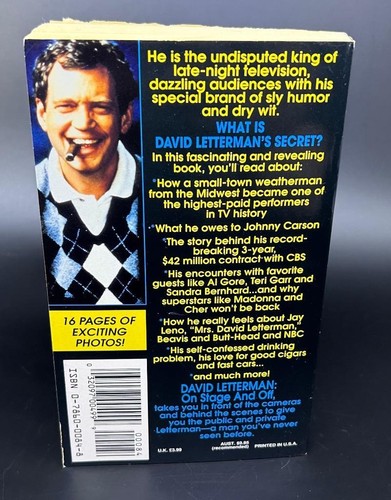 He is the undisputed king of
late-night television,
dazzling audiences with his
special brand of sly humor
and dry wit.
WHAT IS
DAVID LETTERMAN'S SECRET?
In this fascinating and revealing
book, you'll read about:
*How a small-town weatherman
from the Midwest became one of
the highest-paid performers
in TV history
*What he owes to Johnny Carson
*The story behind his record-
breaking 3-year,
$42 million contract with CBS
*His encounters with favorite
guests like Al Gore, Teri Garr and
Sandra Bernhard...and why
superstars like Madonna and
Cher won't be back
*How he really feels about Jay
Leno, "Mrs. David Letterman,"
Beavis and Butt-Head and NBC
*His self-confessed drinking
problem, his love for good cigars
and fast cars...
*and much more!
DAVID LETTERMAN:
On Stage And Off,
takes you in front of the cameras
and behind the scenes to give
you the public and private
Letterman—a man you've never
seen before.
16 PAGES OF
EXCITING
PHOTOS!
ISBN 0-7860-0084-8
00084
U.K. £3.99
AUST. $9.95
(recommended)
PRINTED IN U.S.A.